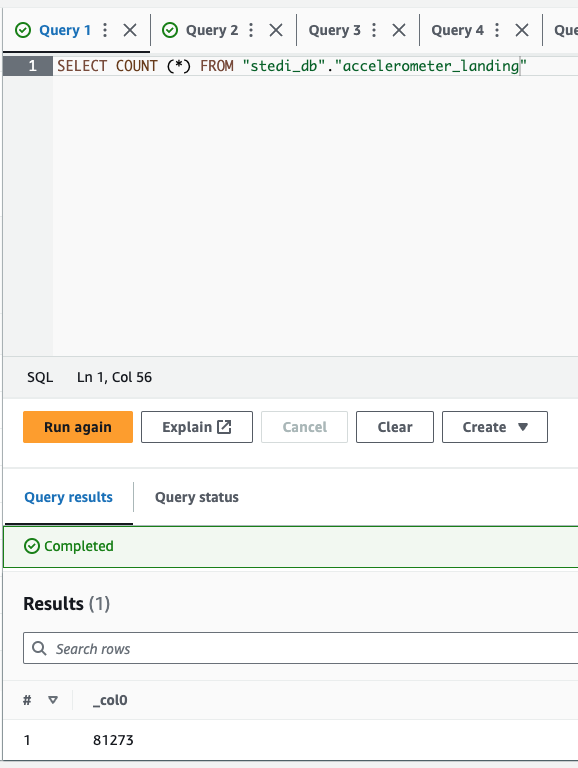 Query 1 Query 2 Query 3 Query 4 Que
1 SELECT COUNT (*) FROM "stedi_db"."accelerometer_landing"
SQL Ln 1, Col 56
Run again Explain Cancel Clear Create
Query results Query status
Completed
Results (1)
Search rows
# _col0
1 81273